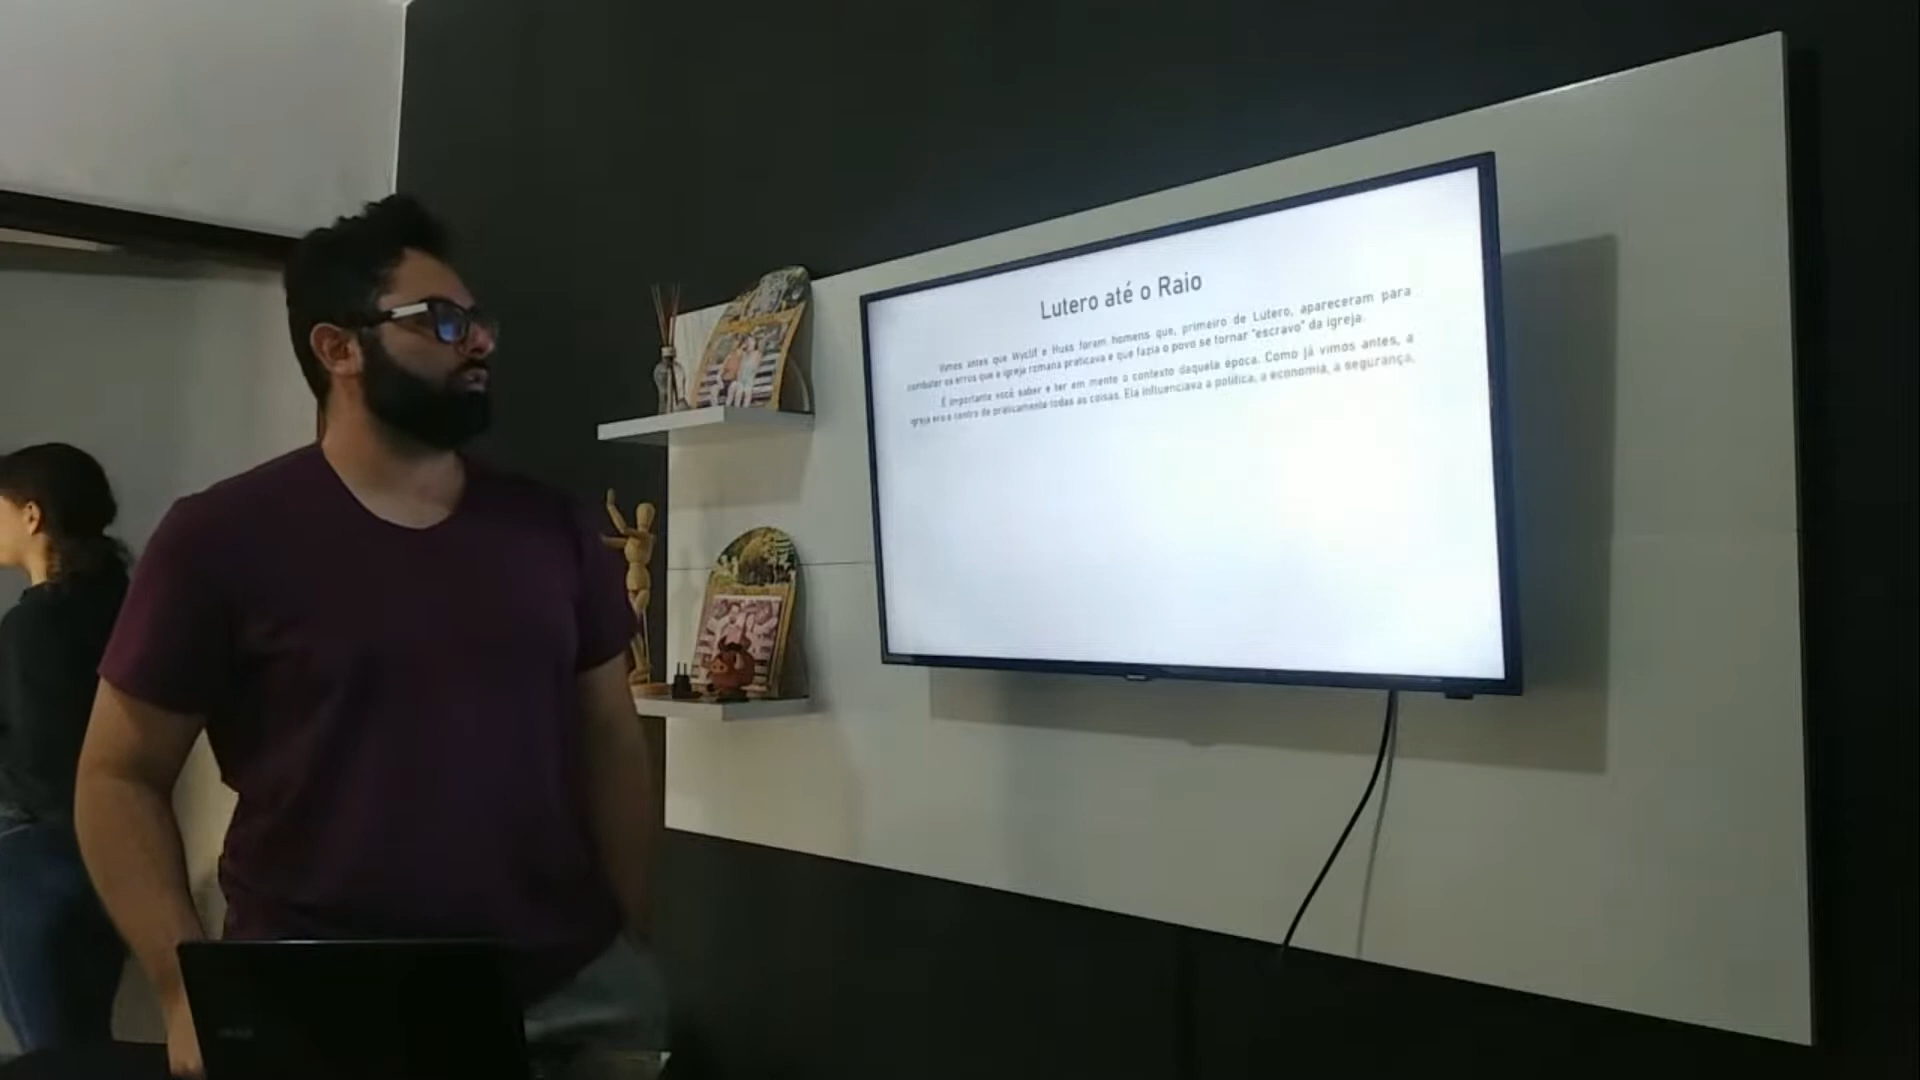 Lutero até o Raio
Vimos antes que Wyclif e Huss foram homens que, primeiro de Lutero, apareceram para
combater os erros que a igreja romana praticava e que fazia o povo se tornar "escravo" da igreja.
É importante você saber e ter em mente o contexto daquela época. Como já vimos antes, a
igreja era o centro de praticamente todas as coisas. Ela influenciava a política, a economia, a segurança,